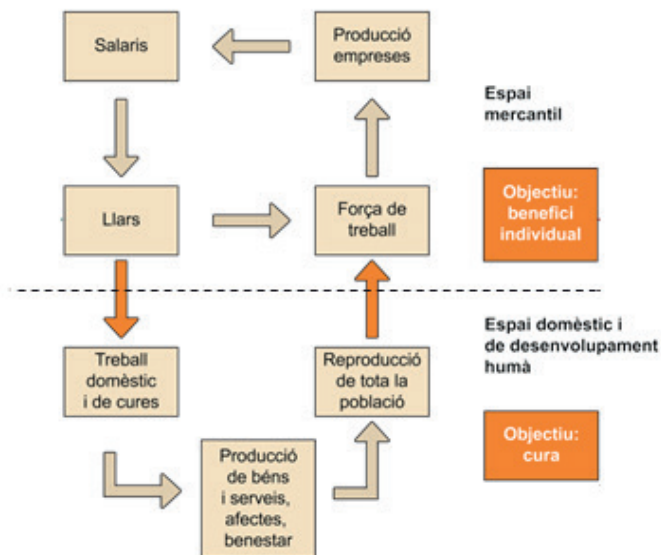 Salaris
Producció
empreses
Espai
mercantil
Llars
Força de
treball
Objectiu:
benefici
individual
Treball
domèstic
i de cures
Reproducció
de tota la
població
Espai domèstic i
de desenvolupament
humà
Producció
de béns
i serveis,
afectes,
benestar
Objectiu:
cura